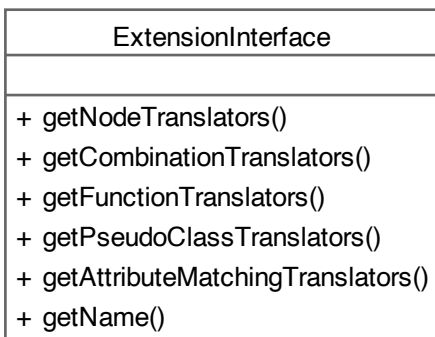 ExtensionInterface
+ getNodeTranslators()
+ getCombinationTranslators()
+ getFunctionTranslators()
+ getPseudoClassTranslators()
+ getAttributeMatchingTranslators()
+ getName()